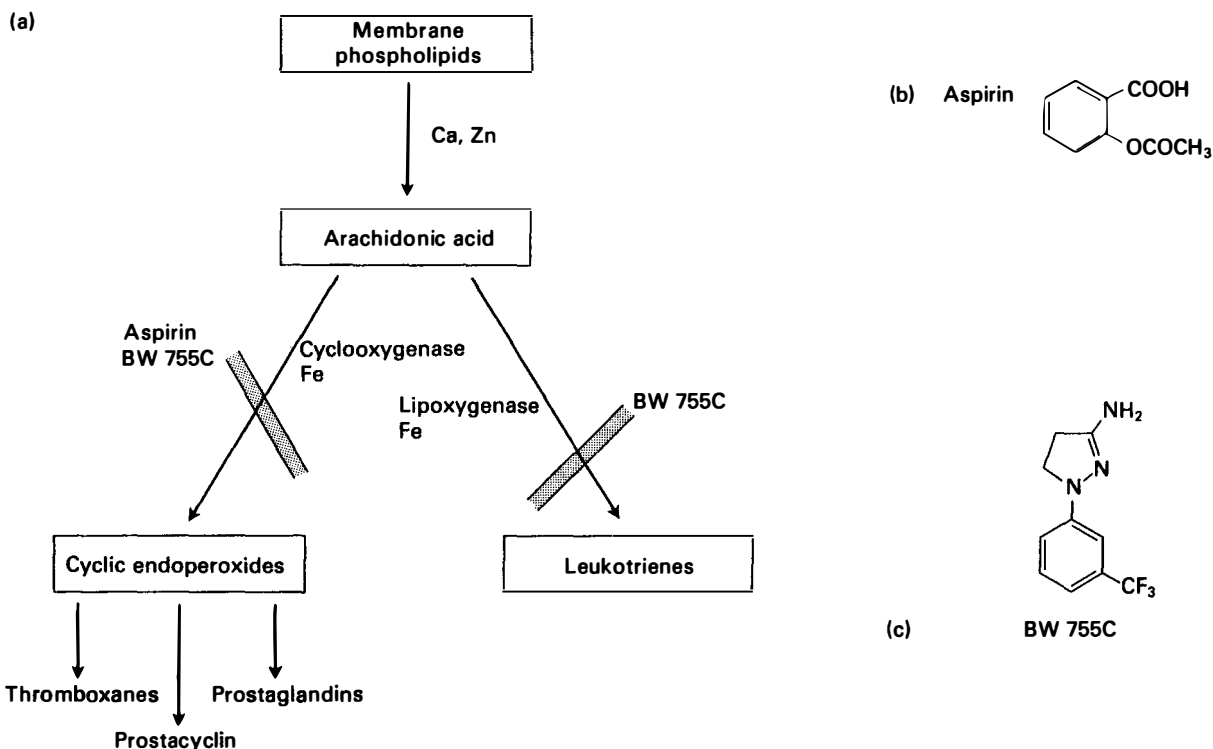 (a)
Membrane
phospholipids
Ca, Zn
Arachidonic acid
Aspirin
BW 755C
Cyclooxygenase
Fe
Lipoxygenase
Fe
BW 755C
Cyclic endoperoxides
Leukotrienes
Thromboxanes
Prostaglandins
Prostacyclin
(b) Aspirin
COOH
OCOCH₃
NH₂
N
N
CF₃
(c) BW 755C